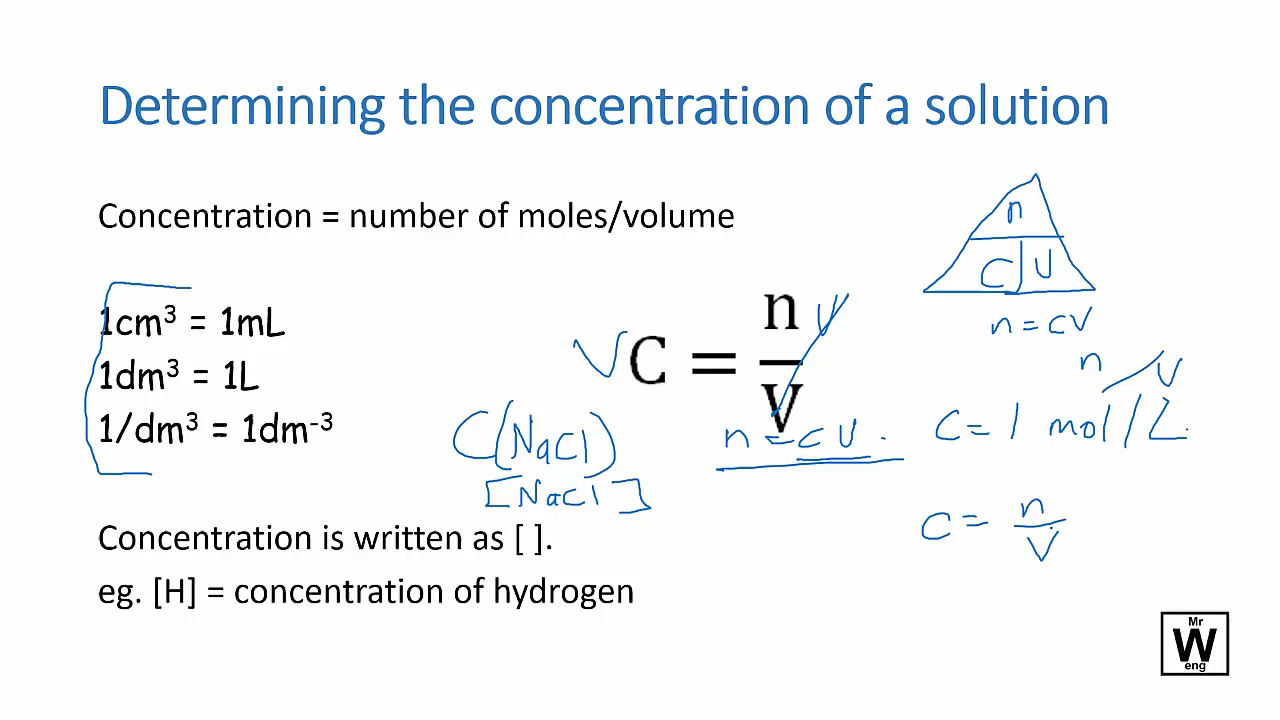 Determining the concentration of a solution
Concentration = number of moles/volume
n
C V
n = CV
1cm³ = 1mL
1dm³ = 1L
1/dm³ = 1dm⁻³
V C = n V
V
n V
n = CV.
C = 1 mol/L.
C(NaCl)
[NaCl]
C = n
V
Concentration is written as [ ].
eg. [H] = concentration of hydrogen
Mr
W
eng